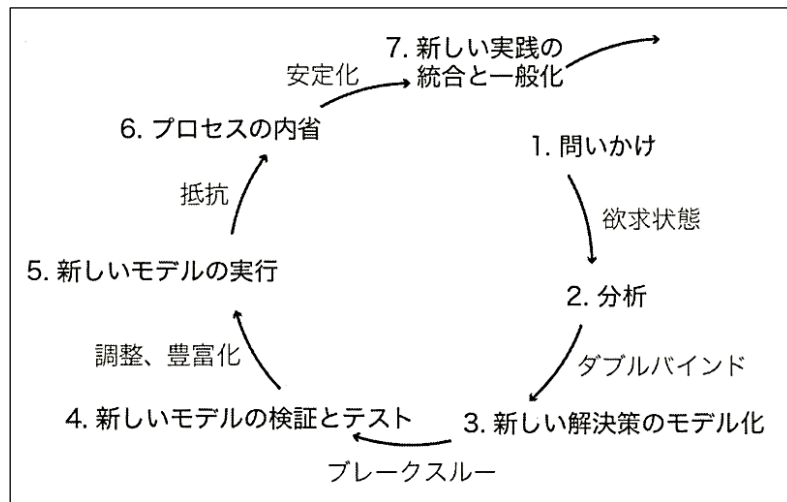 7. 新しい実践の
統合と一般化
安定化
6. プロセスの内省
1. 問いかけ
抵抗
欲求状態
5. 新しいモデルの実行
2. 分析
調整、豊富化
ダブルバインド
4. 新しいモデルの検証とテスト
3. 新しい解決策のモデル化
ブレークスルー